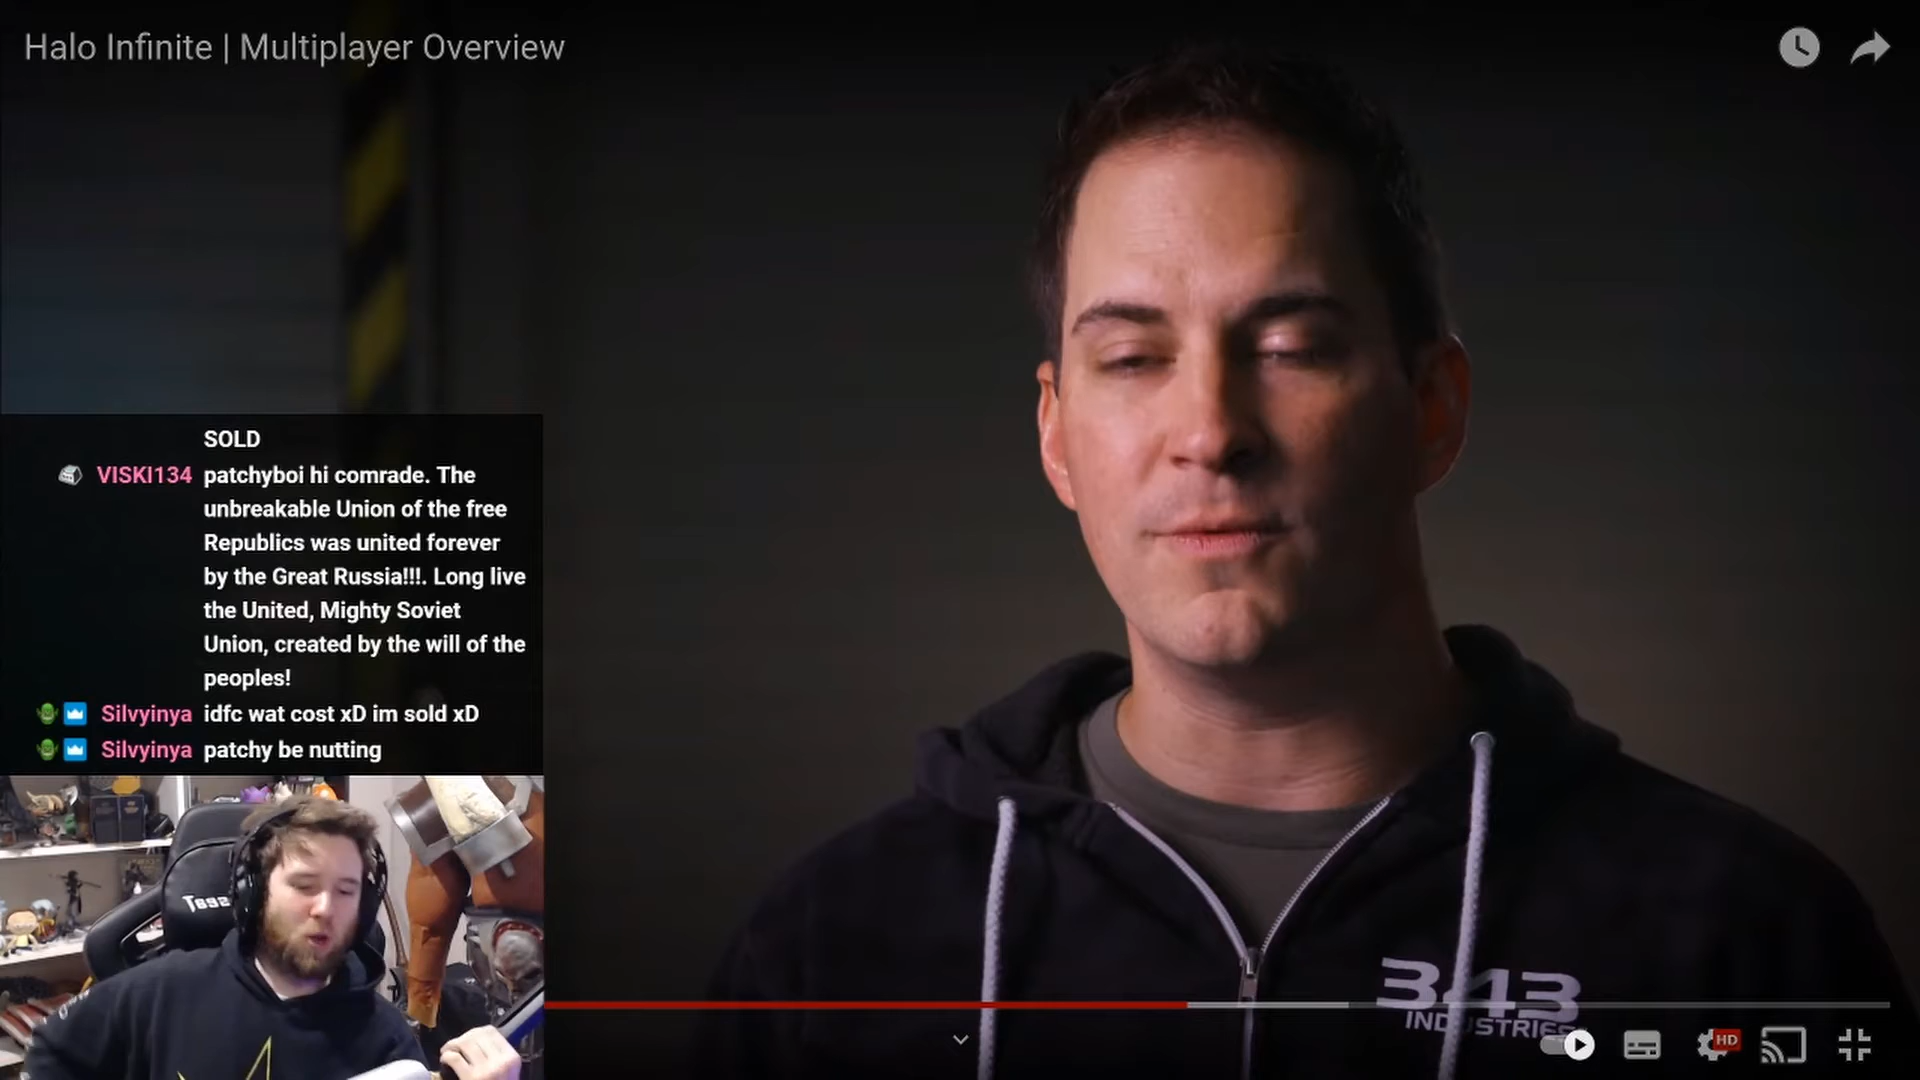 Halo Infinite | Multiplayer Overview
SOLD
VISKI134 patchyboi hi comrade. The
unbreakable Union of the free
Republics was united forever
by the Great Russia!!!. Long live
the United, Mighty Soviet
Union, created by the will of the
peoples!
Silvyinya idfc wat cost xD im sold xD
Silvyinya patchy be nutting
343
INDUSTRIES
HD